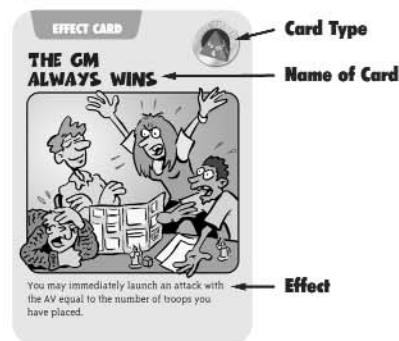 EFFECT CARD
Card Type
THE GM
ALWAYS WINS
Name of Card
You may immediately launch an attack with
the AV equal to the number of troops you
have placed.
Effect